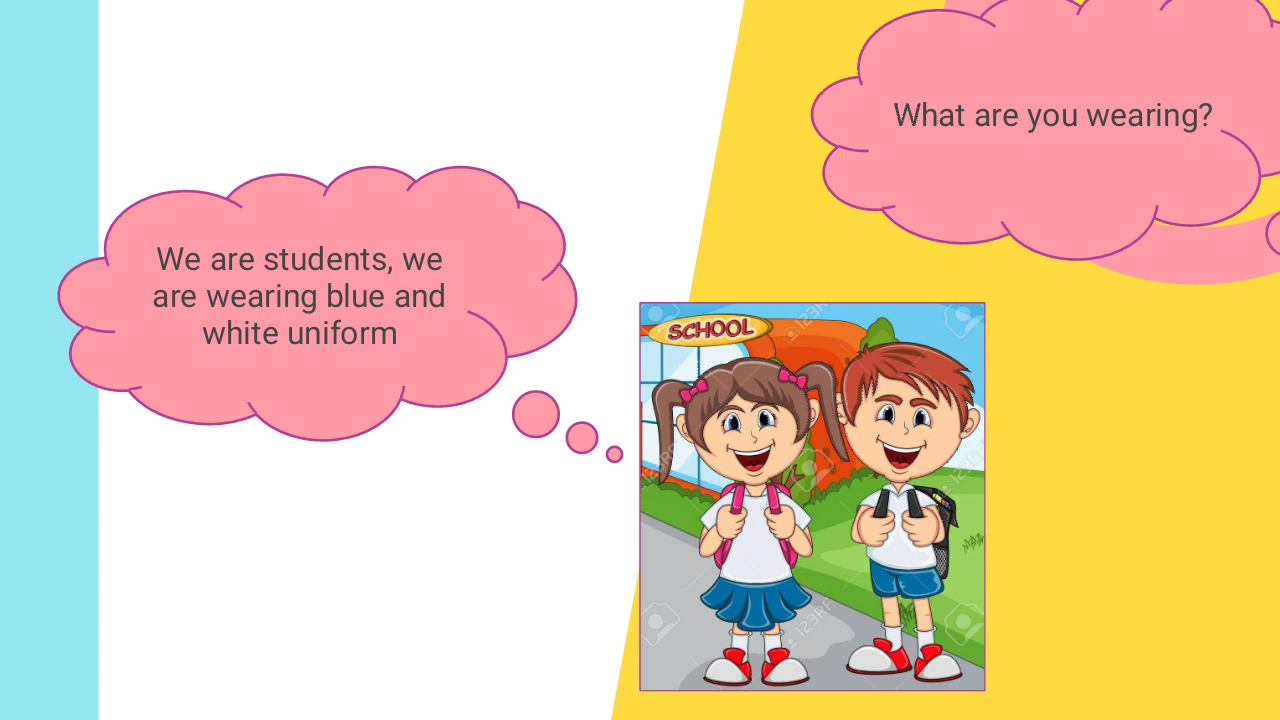 What are you wearing?
We are students, we
are wearing blue and
white uniform
SCHOOL